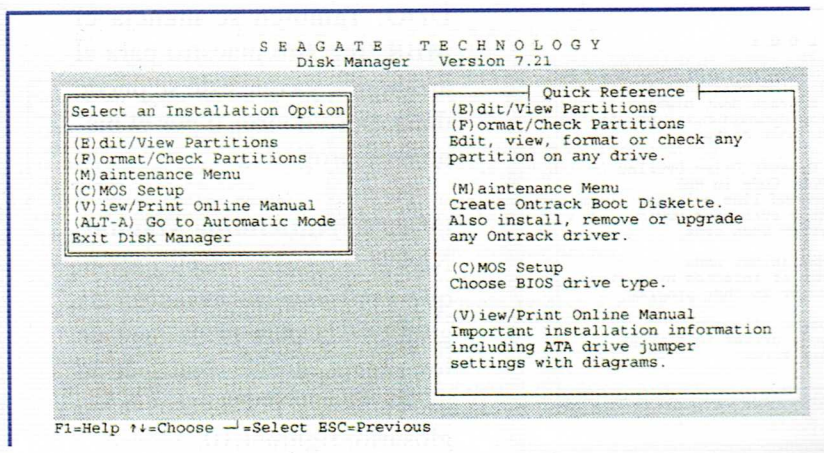 S E A G A T E   T E C H N O L O G Y
Disk Manager   Version 7.21
Select an Installation Option
(E)dit/View Partitions
(F)ormat/Check Partitions
(M)aintenance Menu
(C)MOS Setup
(V)iew/Print Online Manual
(ALT-A) Go to Automatic Mode
Exit Disk Manager
Quick Reference
(E)dit/View Partitions
(F)ormat/Check Partitions
Edit, view, format or check any
partition on any drive.
(M)aintenance Menu
Create Ontrack Boot Diskette.
Also install, remove or upgrade
any Ontrack driver.
(C)MOS Setup
Choose BIOS drive type.
(V)iew/Print Online Manual
Important installation information
including ATA drive jumper
settings with diagrams.
F1=Help ↑↓=Choose ─┘=Select ESC=Previous